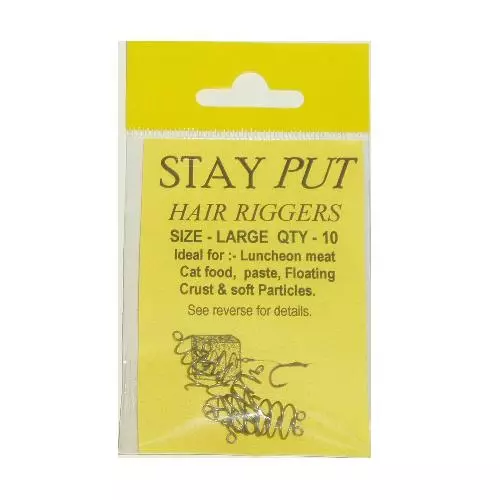 STAY PUT
HAIR RIGGERS
SIZE - LARGE QTY - 10
Ideal for :- Luncheon meat
Cat food, paste, Floating
Crust & soft Particles.
See reverse for details.